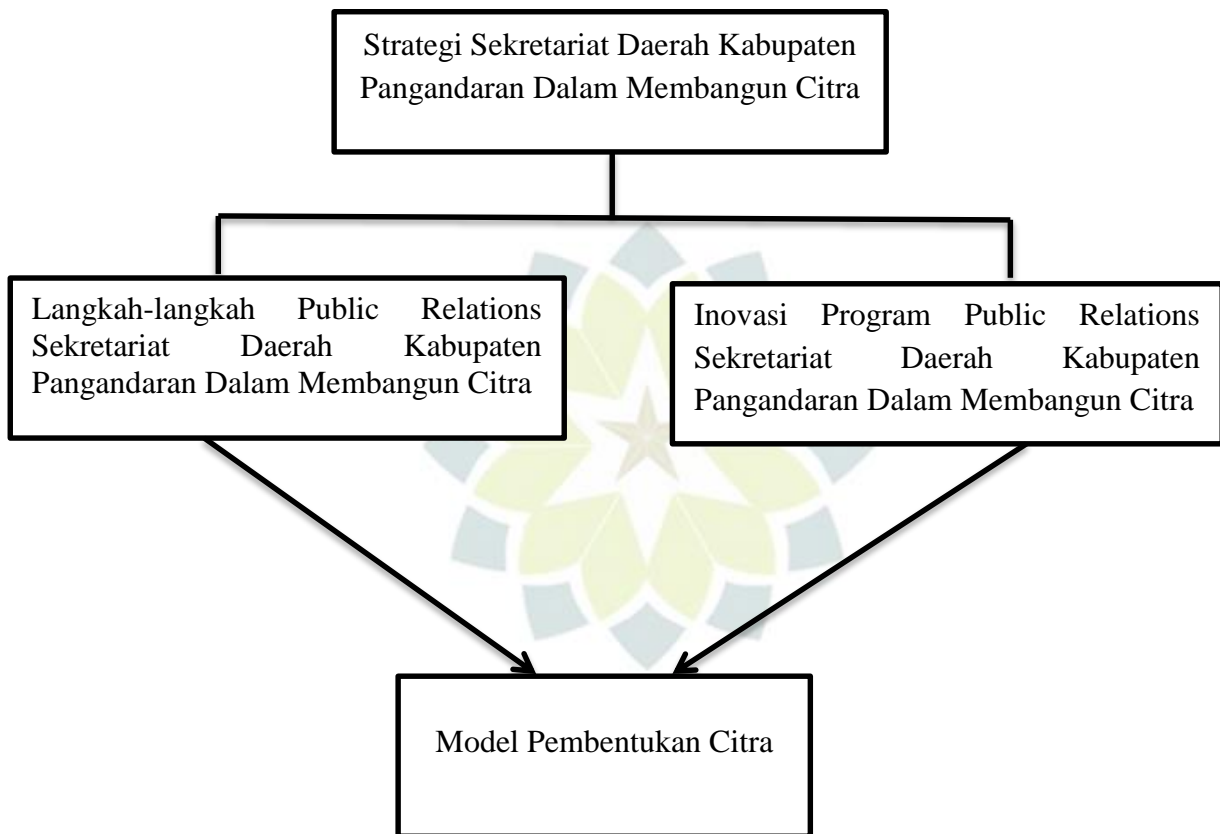 Strategi Sekretariat Daerah Kabupaten
Pangandaran Dalam Membangun Citra
Langkah-langkah Public Relations
Sekretariat Daerah Kabupaten
Pangandaran Dalam Membangun Citra
Inovasi Program Public Relations
Sekretariat Daerah Kabupaten
Pangandaran Dalam Membangun Citra
Model Pembentukan Citra